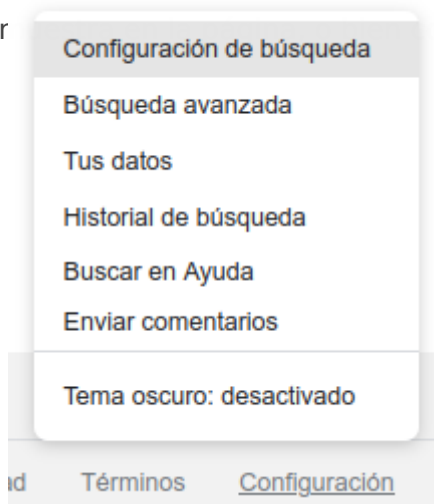 Configuración de búsqueda
Búsqueda avanzada
Tus datos
Historial de búsqueda
Buscar en Ayuda
Enviar comentarios
Tema oscuro: desactivado
Términos Configuración